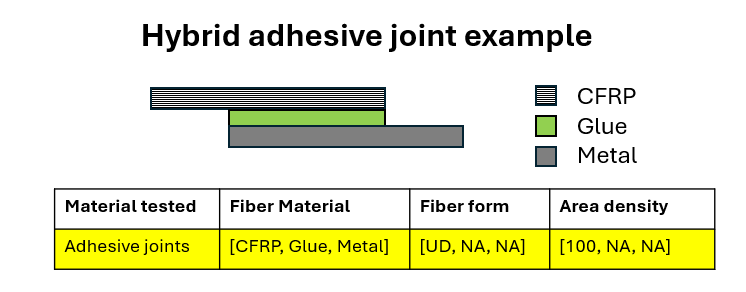 Hybrid adhesive joint example
CFRP
Glue
Metal
Material tested Fiber Material Fiber form Area density
Adhesive joints [CFRP, Glue, Metal] [UD, NA, NA] [100, NA, NA]